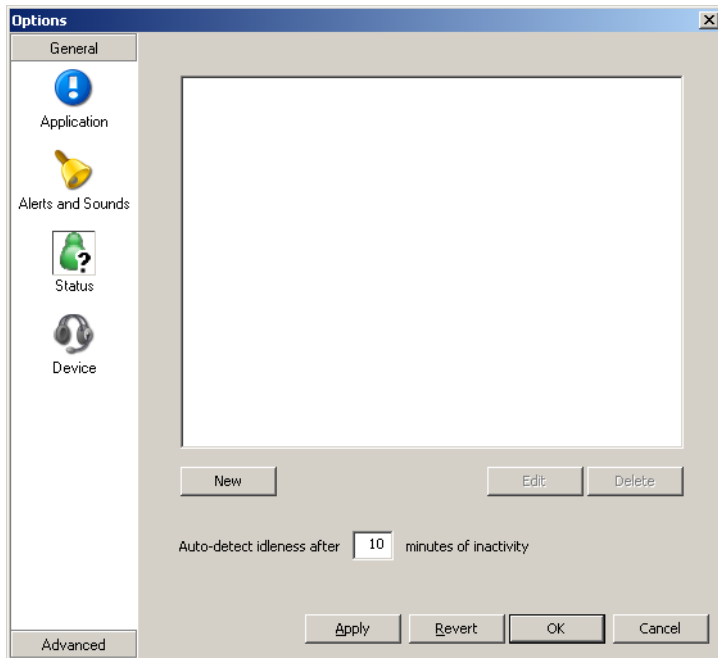 Options
General
Application
Alerts and Sounds
Status
Device
Advanced
New
Edit
Delete
Auto-detect idleness after 10 minutes of inactivity
Apply
Revert
OK
Cancel